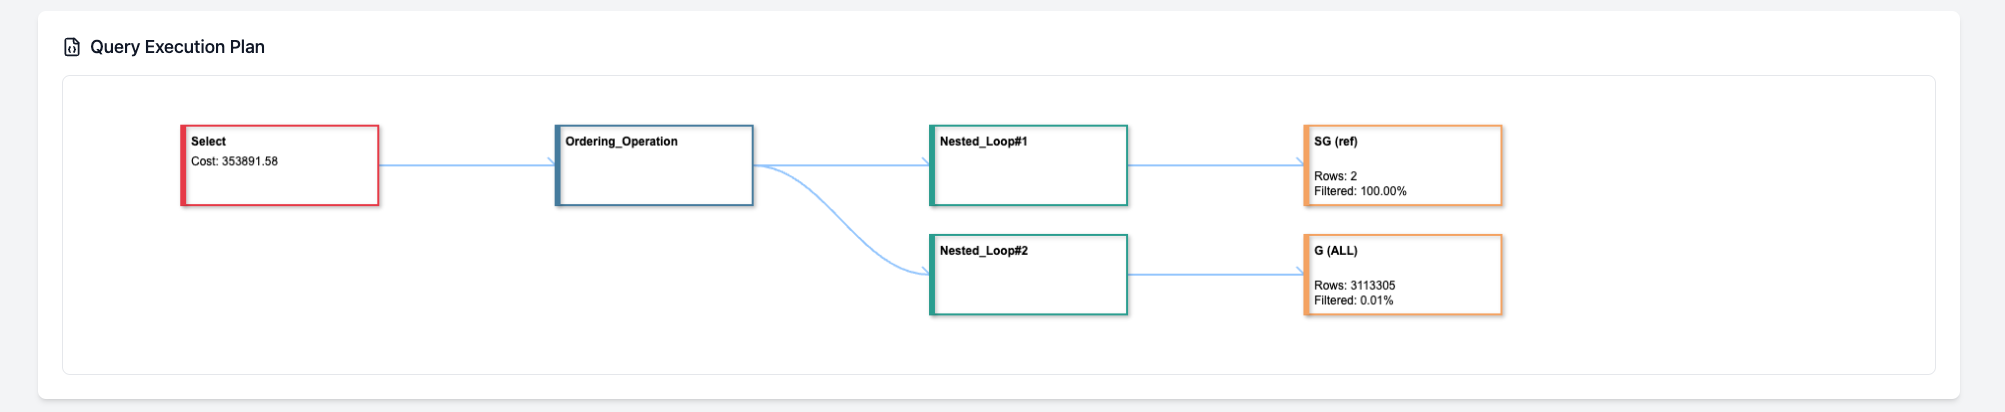 Query Execution Plan
Select
Cost: 353891.58
Ordering_Operation
Nested_Loop#1
SG (ref)
Rows: 2
Filtered: 100.00%
Nested_Loop#2
G (ALL)
Rows: 3113305
Filtered: 0.01%